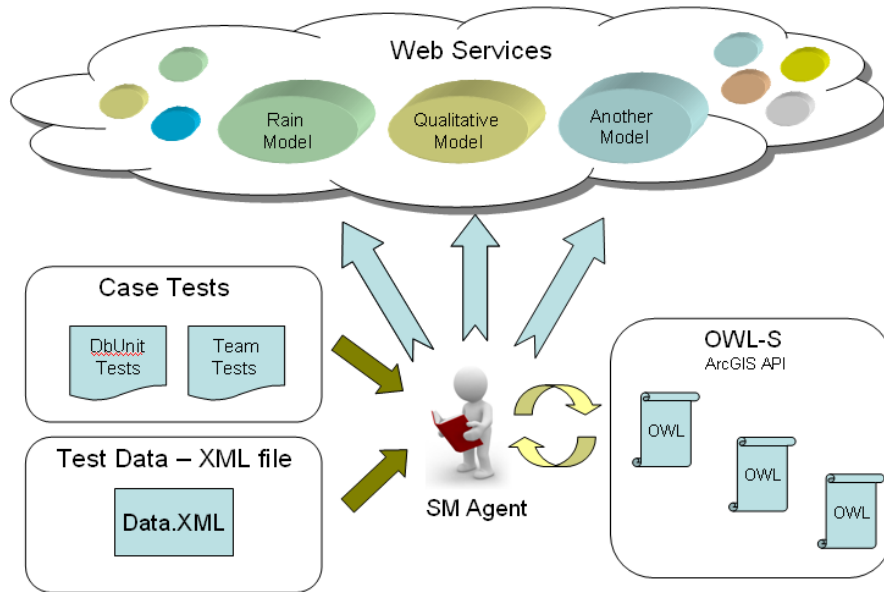 Web Services
Rain
Model
Qualitative
Model
Another
Model
Case Tests
DbUnit
Tests
Team
Tests
Test Data – XML file
Data.XML
SM Agent
OWL-S
ArcGIS API
OWL
OWL
OWL